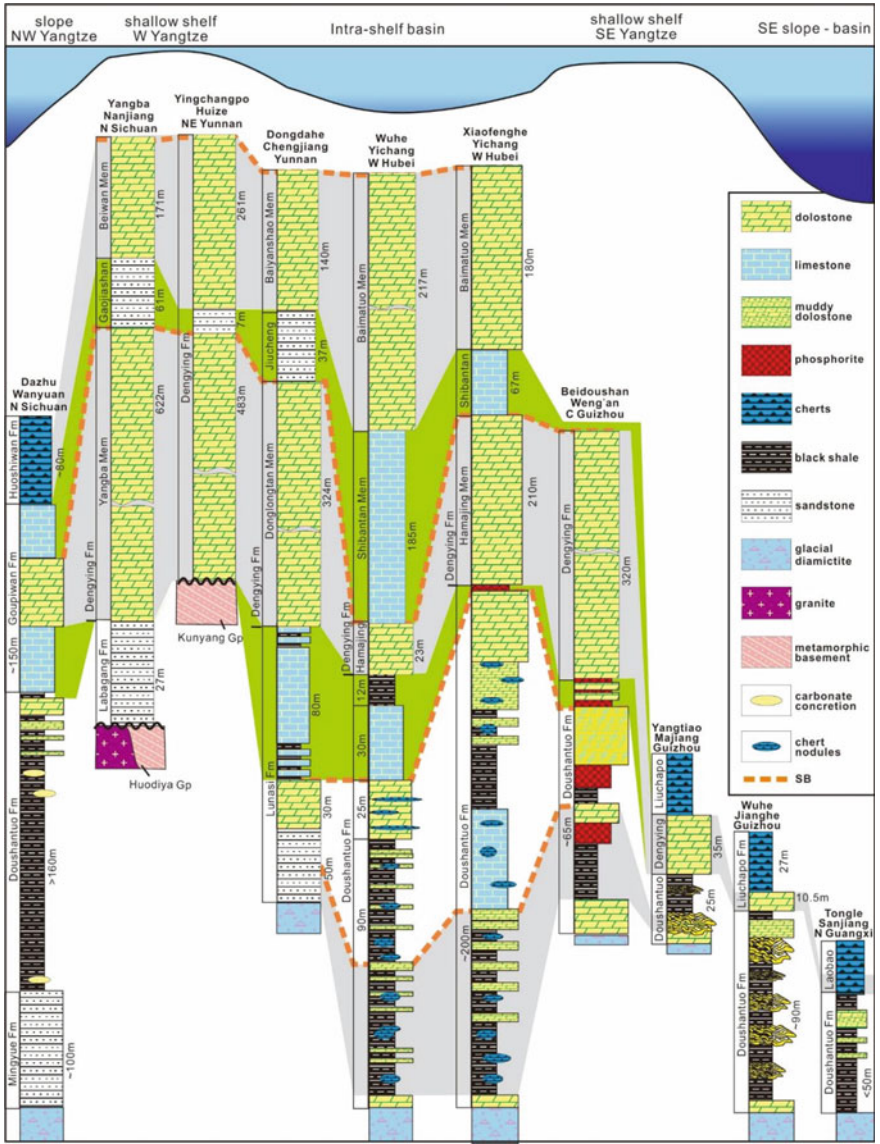 slope
NW Yangtze
shallow shelf
W Yangtze
Intra-shelf basin
shallow shelf
SE Yangtze
SE slope - basin
Yangba
Nanjiang
N Sichuan
Yingchangpo
Huize
NE Yunnan
Dongdahe
Chengjiang
Yunnan
Wuhe
Yichang
W Hubei
Xiaofenghe
Yichang
W Hubei
Dazhu
Wanyuan
N Sichuan
Huoshiwan Fm
~80m
Goupiwan Fm
~150m
Doushantuo Fm
>160m
Mingyue Fm
~100m
Beiwan Mem
171m
Gaojiashan
61m
Yangba Mem
622m
Dengying Fm
Labagang Fm
27m
Huodiya Gp
261m
7m
Dengying Fm
483m
Kunyang Gp
Baiyanshao Mem
140m
Jiucheng
37m
Donglongtan Mem
324m
Dengying Fm
80m
Lunasi Fm
30m
50m
Baimatuo Mem
217m
Shibantan Mem
185m
Dengying Fm
Hamajing
23m
12m
30m
25m
Doushantuo Fm
90m
Baimatuo Mem
180m
Shibantan
67m
Hamajing Mem
210m
Dengying Fm
Doushantuo Fm
~200m
Beidoushan
Weng'an
C Guizhou
Dengying Fm
320m
Doushantuo Fm
~65m
Yangtiao
Majiang
Guizhou
Liuchapo
Dengying
35m
Doushantuo
25m
Wuhe
Jianghe
Guizhou
Liuchapo Fm
27m
10.5m
Doushantuo Fm
~90m
Tongle
Sanjiang
N Guangxi
Laobao
Doushantuo Fm
<50m
dolostone
limestone
muddy
dolostone
phosphorite
cherts
black shale
sandstone
glacial
diamictite
granite
metamorphic
basement
carbonate
concretion
chert
nodules
SB